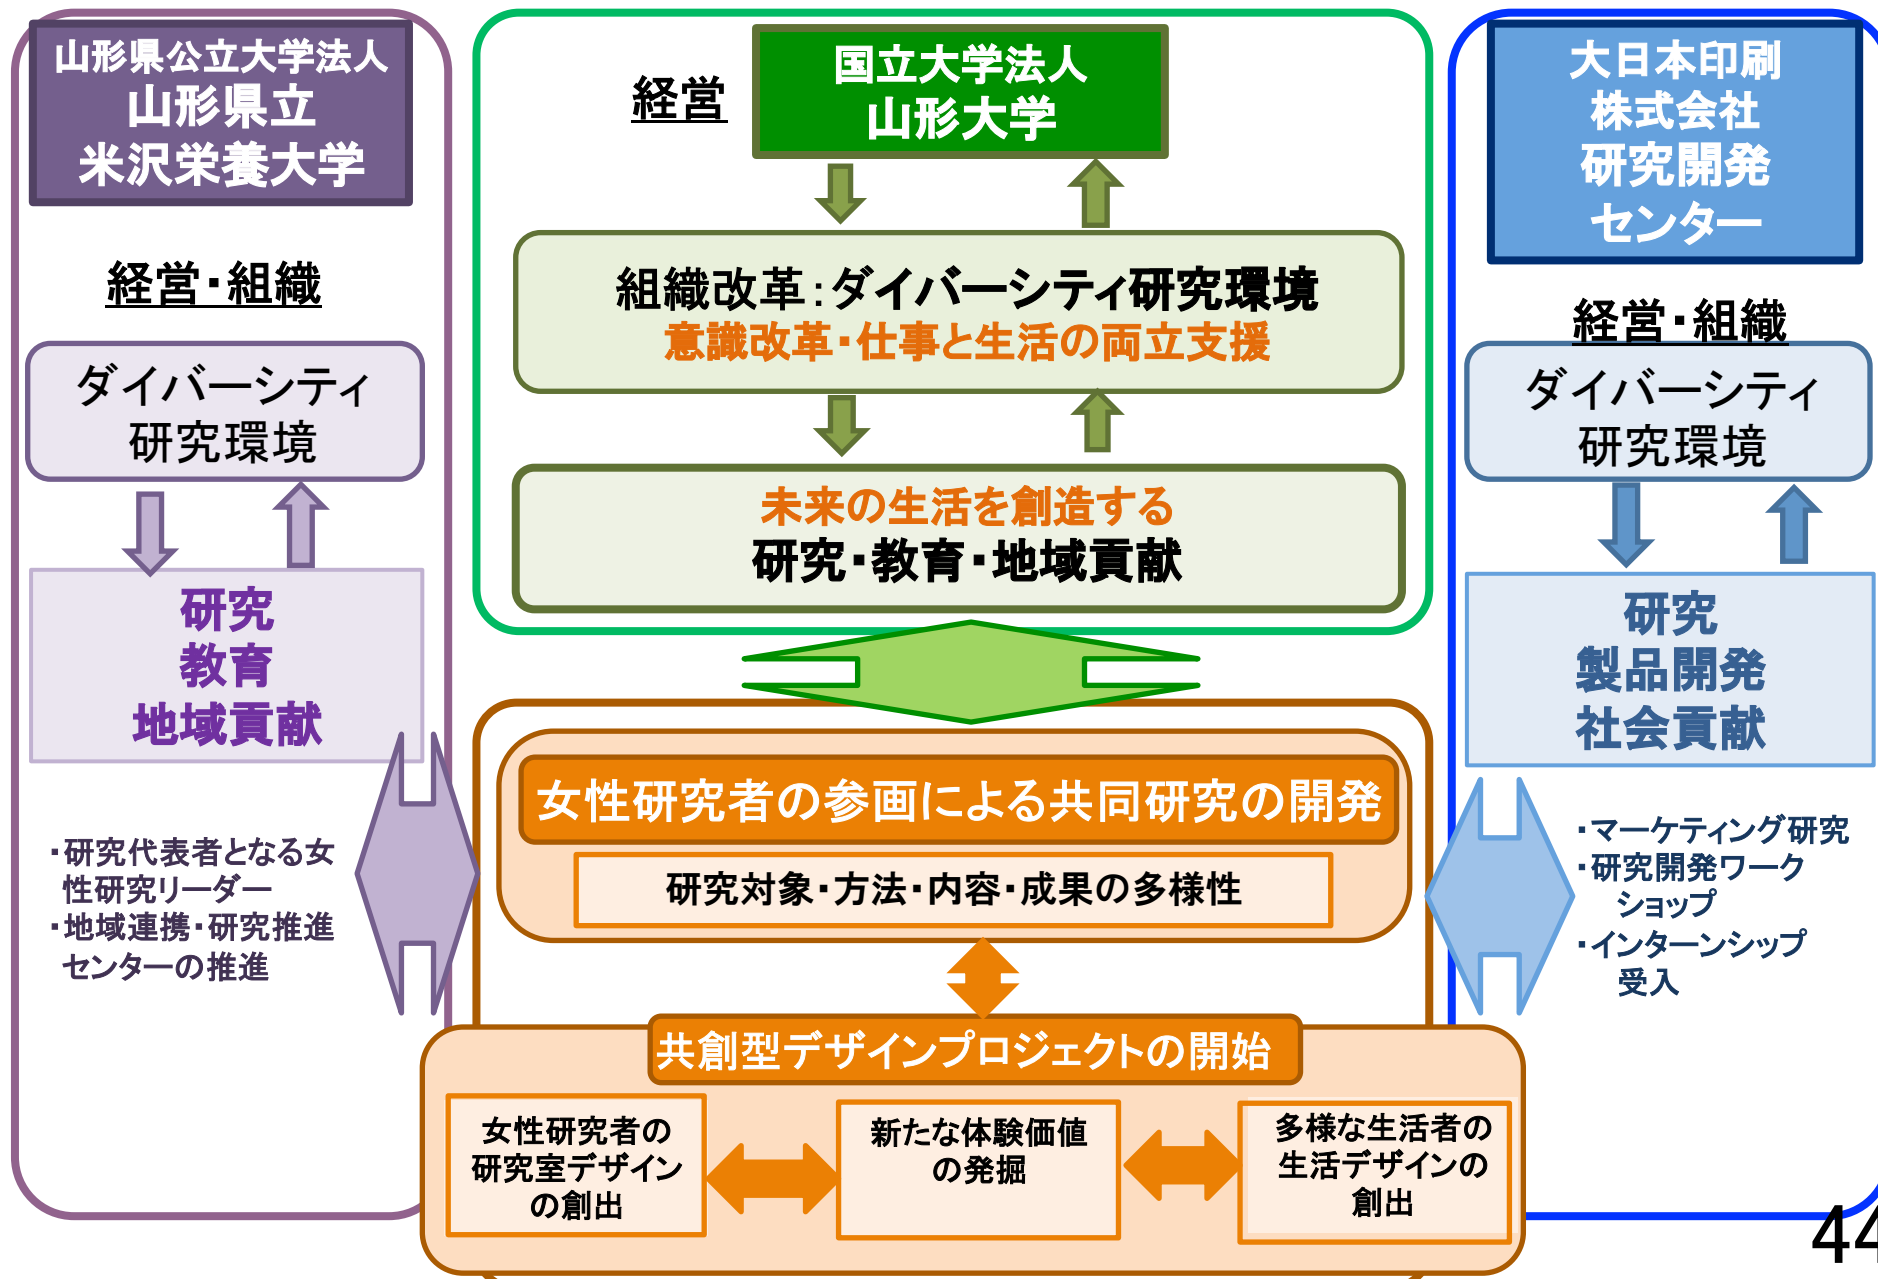 山形県公立大学法人
山形県立
米沢栄養大学
経営・組織
ダイバーシティ
研究環境
研究
教育
地域貢献
・研究代表者となる女
性研究リーダー
・地域連携・研究推進
センターの推進
経営
国立大学法人
山形大学
組織改革：ダイバーシティ研究環境
意識改革・仕事と生活の両立支援
未来の生活を創造する
研究・教育・地域貢献
女性研究者の参画による共同研究の開発
研究対象・方法・内容・成果の多様性
共創型デザインプロジェクトの開始
女性研究者の
研究室デザイン
の創出
新たな体験価値
の発掘
多様な生活者の
生活デザインの
創出
大日本印刷
株式会社
研究開発
センター
経営・組織
ダイバーシティ
研究環境
研究
製品開発
社会貢献
・マーケティング研究
・研究開発ワーク
ショップ
・インターンシップ
受入
44